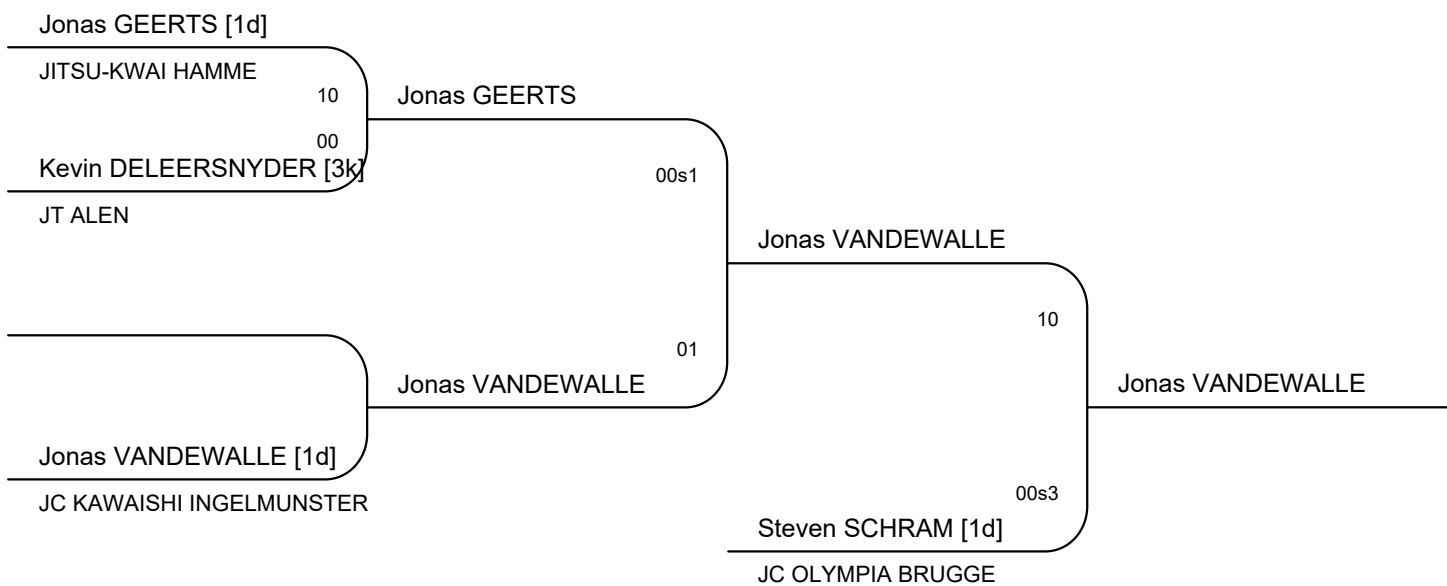 Jonas GEERTS [1d]
JITSU-KWAI HAMME
10
Jonas GEERTS
00
Kevin DELEERSNYDER [3k]
JT ALEN
00s1
Jonas VANDEWALLE
10
01
Jonas VANDEWALLE
Jonas VANDEWALLE
Jonas VANDEWALLE [1d]
JC KAWAISHI INGELMUNSTER
00s3
Steven SCHRAM [1d]
JC OLYMPIA BRUGGE